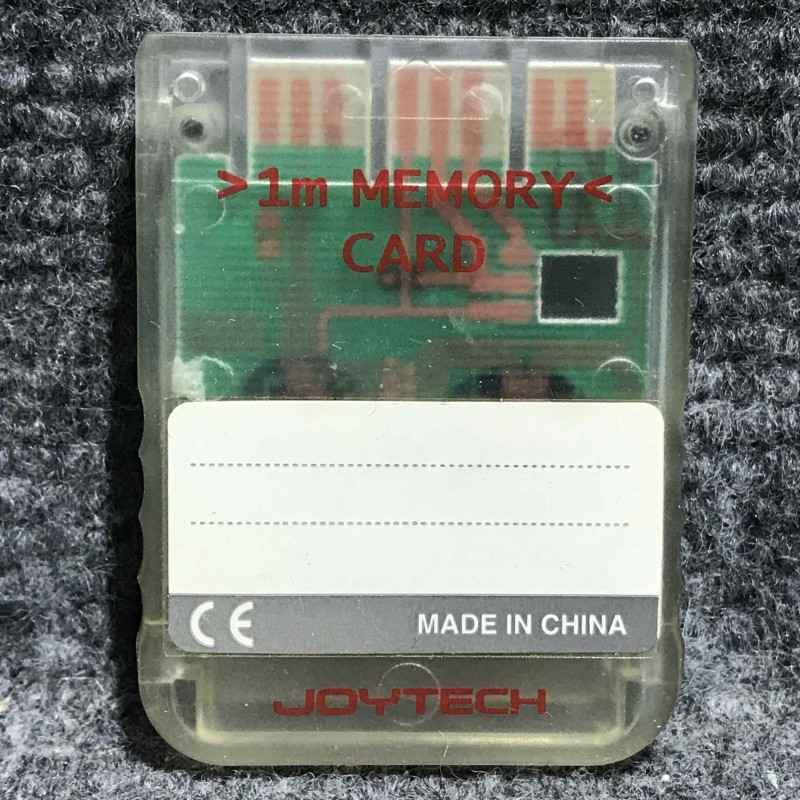 >1m MEMORY<
CARD
CE MADE IN CHINA
JOYTECH